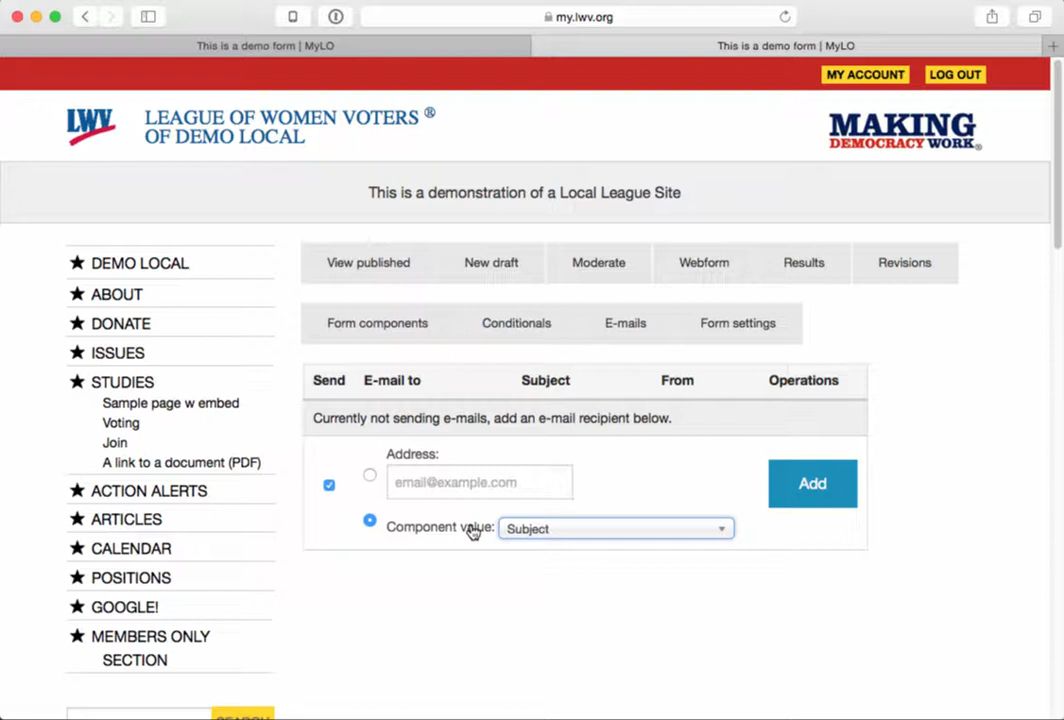 my.lwv.org
This is a demo form | MyLO
This is a demo form | MyLO
MY ACCOUNT
LOG OUT
LWV
LEAGUE OF WOMEN VOTERS ®
OF DEMO LOCAL
MAKING
DEMOCRACY WORK®
This is a demonstration of a Local League Site
★ DEMO LOCAL
★ ABOUT
★ DONATE
★ ISSUES
★ STUDIES
Sample page w embed
Voting
Join
A link to a document (PDF)
★ ACTION ALERTS
★ ARTICLES
★ CALENDAR
★ POSITIONS
★ GOOGLE!
★ MEMBERS ONLY
SECTION
SEARCH
View published
New draft
Moderate
Webform
Results
Revisions
Form components
Conditionals
E-mails
Form settings
Send
E-mail to
Subject
From
Operations
Currently not sending e-mails, add an e-mail recipient below.
Address:
email@example.com
Component value:
Subject
Add